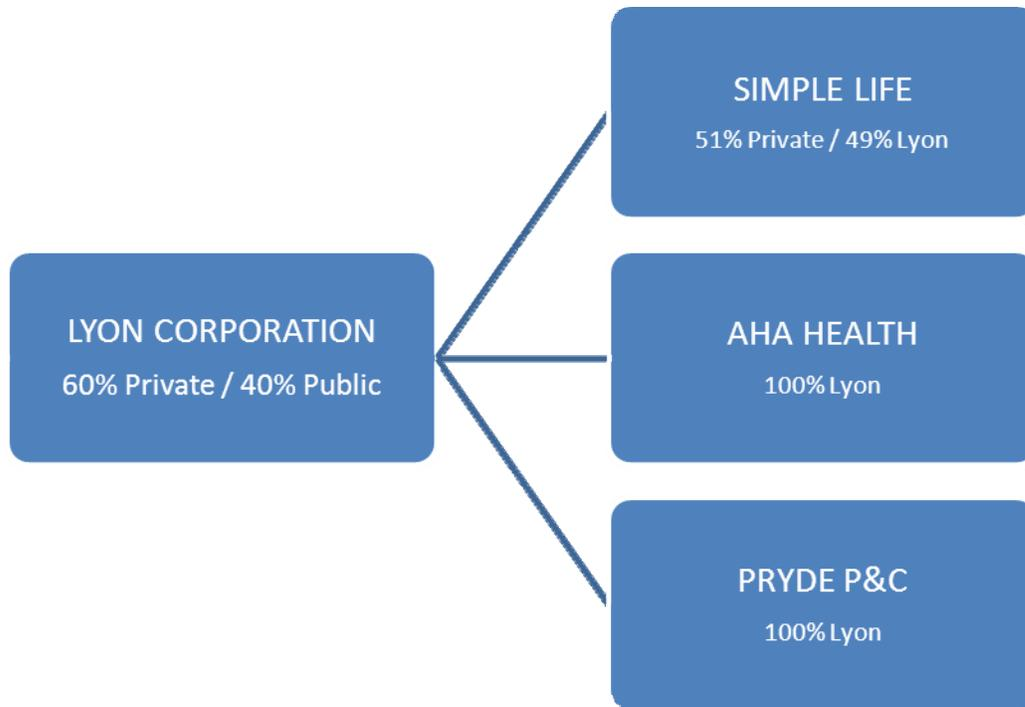 SIMPLE LIFE
51% Private / 49% Lyon
LYON CORPORATION
60% Private / 40% Public
AHA HEALTH
100% Lyon
PRYDE P&C
100% Lyon